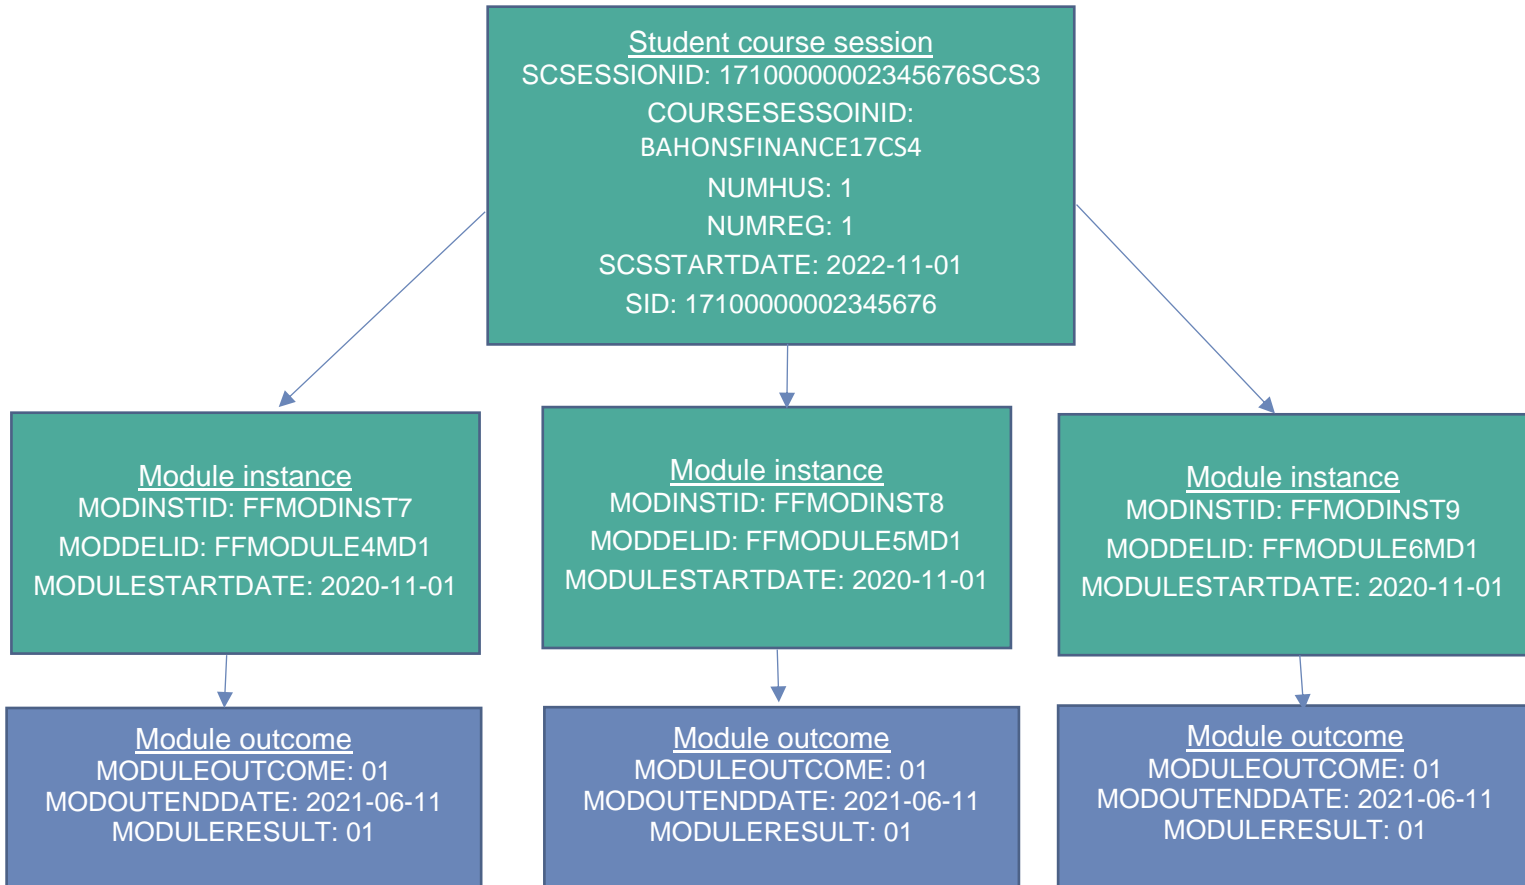 Student course session
SCSESSIONID: 17100000002345676SCS3
COURSESESSOINID:
BAHONSFINANCE17CS4
NUMHUS: 1
NUMREG: 1
SCSSTARTDATE: 2022-11-01
SID: 17100000002345676
Module instance
MODINSTID: FFMODINST7
MODDELID: FFMODULE4MD1
MODULESTARTDATE: 2020-11-01
Module instance
MODINSTID: FFMODINST8
MODDELID: FFMODULE5MD1
MODULESTARTDATE: 2020-11-01
Module instance
MODINSTID: FFMODINST9
MODDELID: FFMODULE6MD1
MODULESTARTDATE: 2020-11-01
Module outcome
MODULEOUTCOME: 01
MODOUTENDDATE: 2021-06-11
MODULERESULT: 01
Module outcome
MODULEOUTCOME: 01
MODOUTENDDATE: 2021-06-11
MODULERESULT: 01
Module outcome
MODULEOUTCOME: 01
MODOUTENDDATE: 2021-06-11
MODULERESULT: 01